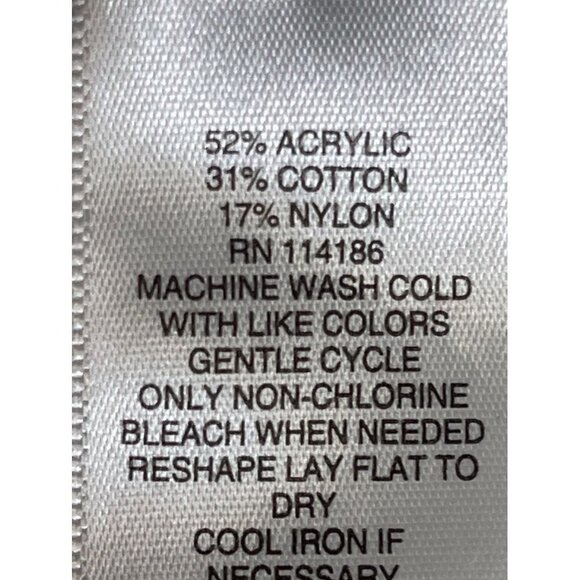 52% ACRYLIC
31% COTTON
17% NYLON
RN 114186
MACHINE WASH COLD
WITH LIKE COLORS
GENTLE CYCLE
ONLY NON-CHLORINE
BLEACH WHEN NEEDED
RESHAPE LAY FLAT TO
DRY
COOL IRON IF
NECESSARY